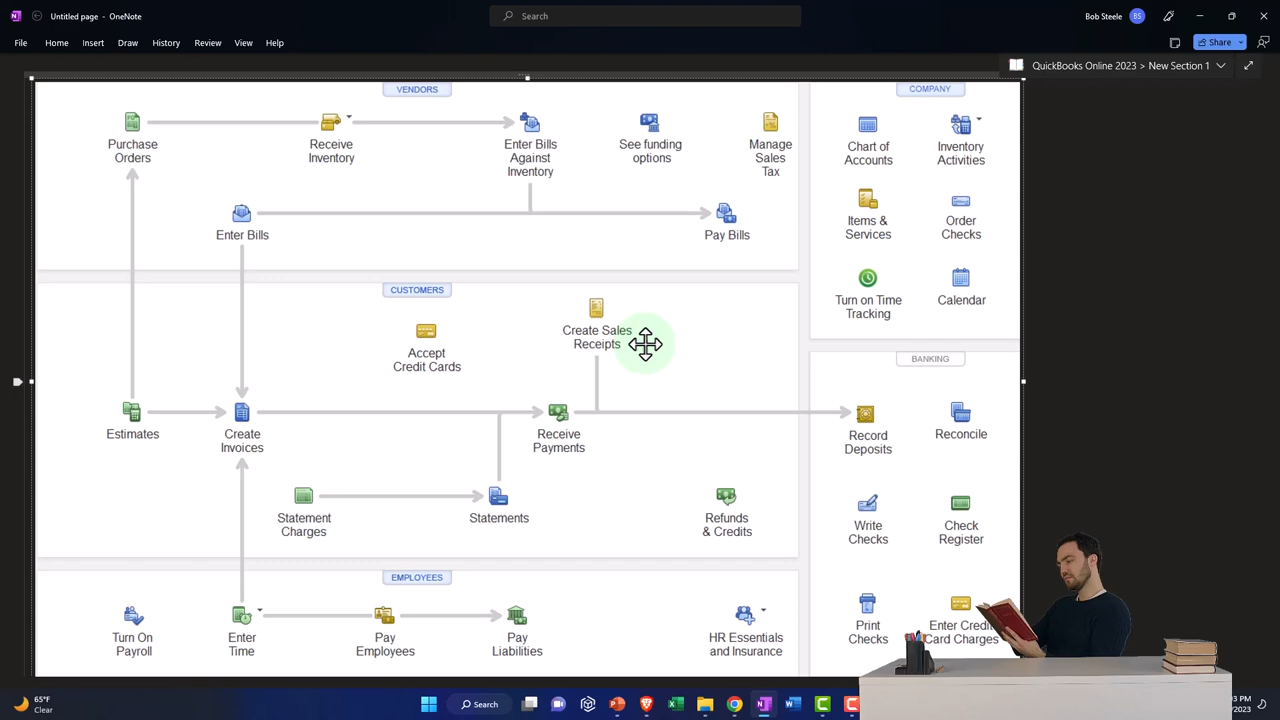 Untitled page - OneNote
Search
Bob Steele
BS
File
Home
Insert
Draw
History
Review
View
Help
Share
QuickBooks Online 2023 > New Section 1
VENDORS
Purchase
Orders
Receive
Inventory
Enter Bills
Against
Inventory
See funding
options
Manage
Sales
Tax
Enter Bills
Pay Bills
COMPANY
Chart of
Accounts
Inventory
Activities
Items &
Services
Order
Checks
Turn on Time
Tracking
Calendar
CUSTOMERS
Accept
Credit Cards
Create Sales
Receipts
Estimates
Create
Invoices
Receive
Payments
Statement
Charges
Statements
Refunds
& Credits
BANKING
Record
Deposits
Reconcile
Write
Checks
Check
Register
Print
Checks
Enter Credit
Card Charges
EMPLOYEES
Turn On
Payroll
Enter
Time
Pay
Employees
Pay
Liabilities
HR Essentials
and Insurance
65°F
Clear
Search